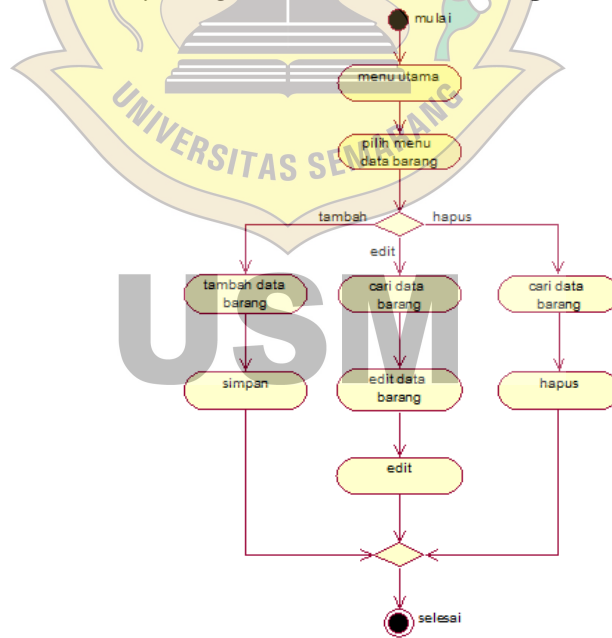 mulai
menu utama
UNIVERSITAS SEMARANG
pilih menu
data barang
tambah
hapus
edit
tambah data
barang
cari data
barang
cari data
barang
USM
simpan
edit data
barang
hapus
edit
selesai